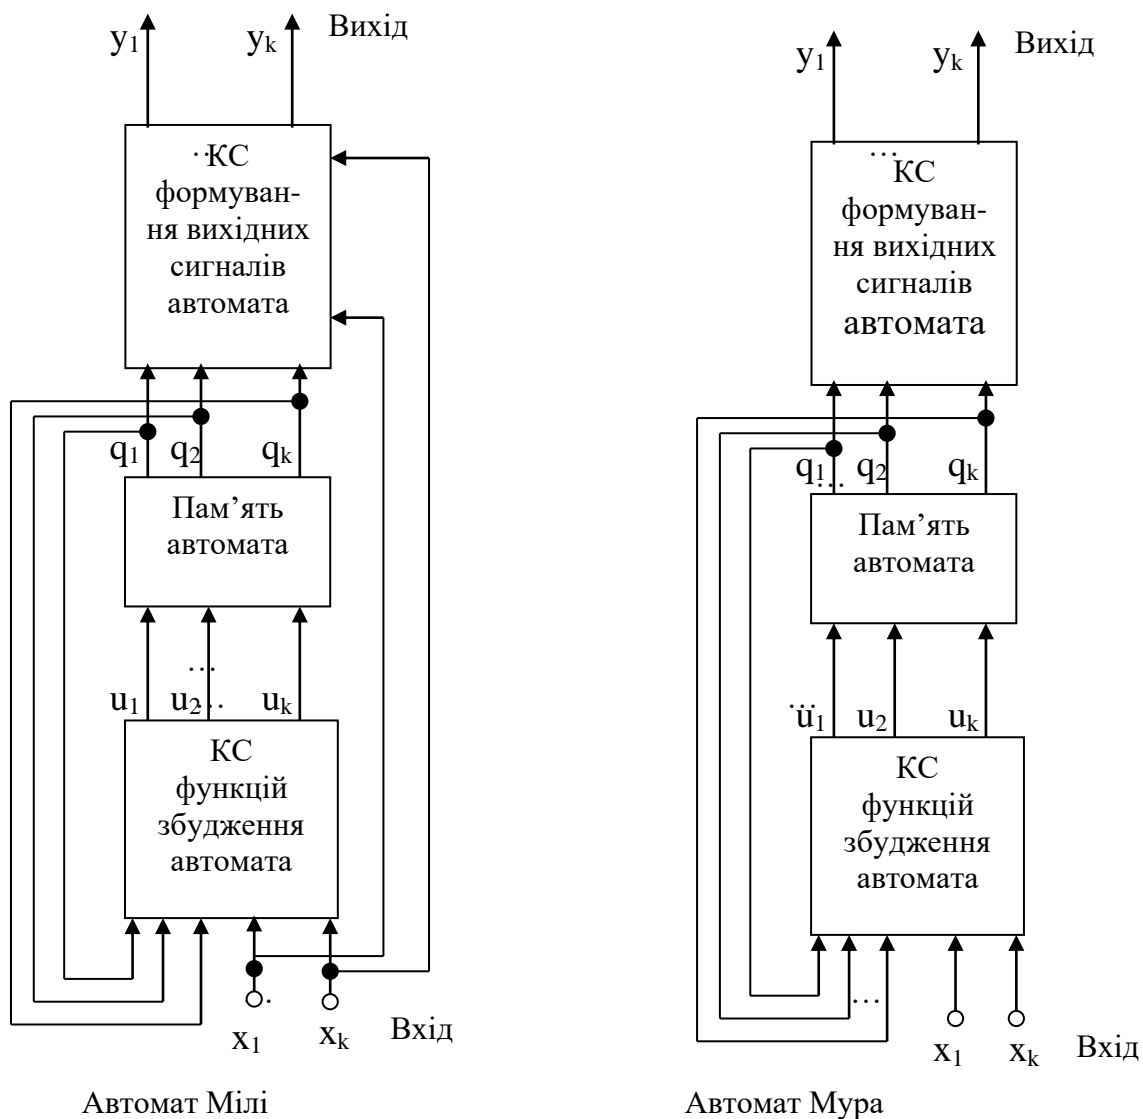 y1 yk Вихід
…КС
формуван-
ня вихідних
сигналів
автомата
q1 q2 qk
Пам’ять
автомата
…
u1 u2… uk
КС
функцій
збудження
автомата
.
x1 xk Вхід
Автомат Мілі
y1 yk Вихід
…
КС
формуван-
ня вихідних
сигналів
автомата
q1 q2 qk
…
Пам’ять
автомата
…u1 u2 uk
КС
функцій
збудження
автомата
…
x1 xk Вхід
Автомат Мура